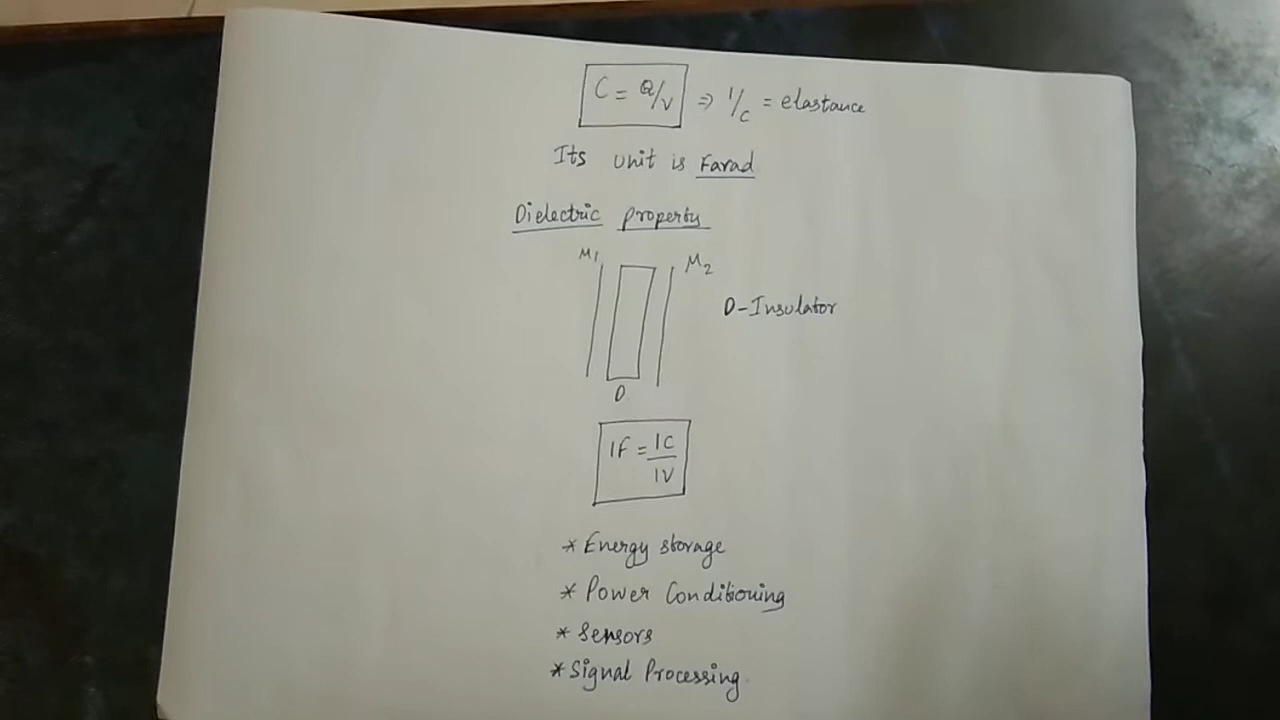 C = Q/V ⇒ 1/C = elastance
Its unit is Farad
Dielectric property
M1 M2
D-Insulator
D
1F = 1C/1V
* Energy storage
* Power Conditioning
* Sensors
* Signal Processing.